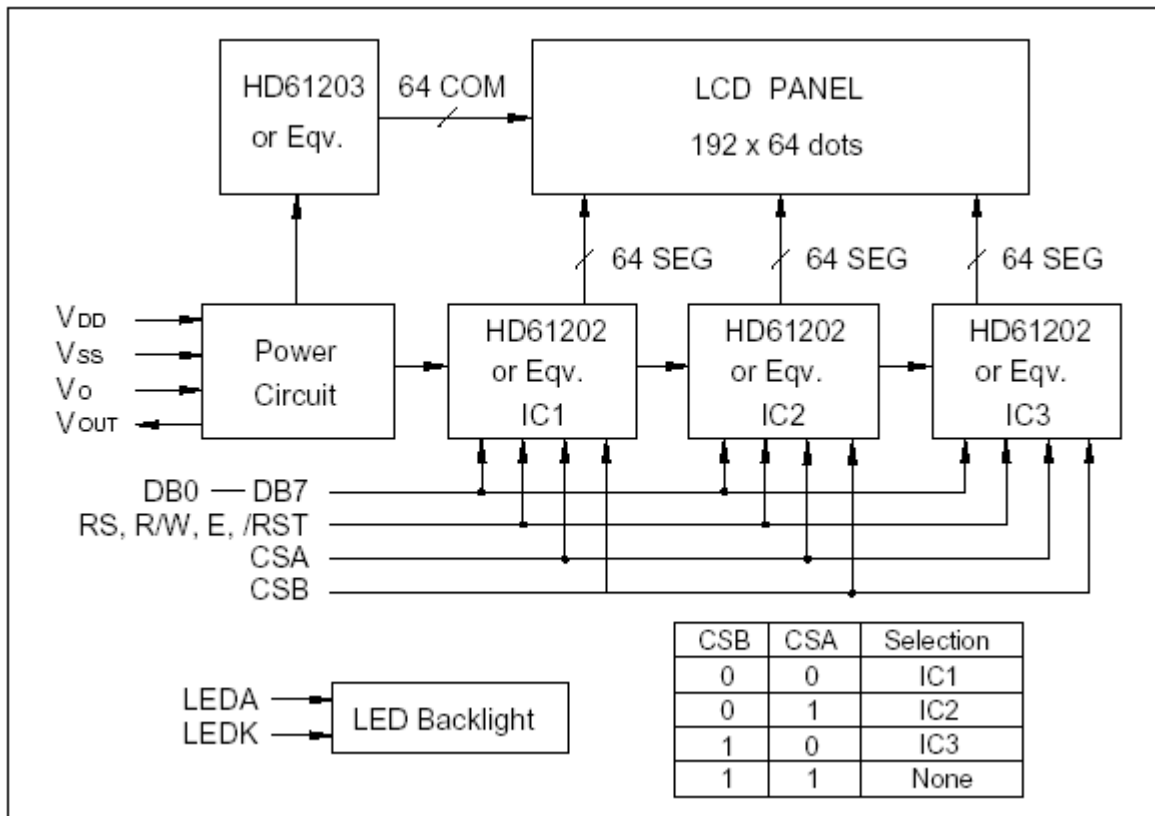 HD61203
or Eqv.
64 COM
LCD PANEL
192 x 64 dots
64 SEG
64 SEG
64 SEG
VDD
VSS
VO
VOUT
Power
Circuit
HD61202
or Eqv.
IC1
HD61202
or Eqv.
IC2
HD61202
or Eqv.
IC3
DB0 — DB7
RS, R/W, E, /RST
CSA
CSB
CSB CSA Selection
0 0 IC1
0 1 IC2
1 0 IC3
1 1 None
LEDA
LEDK
LED Backlight